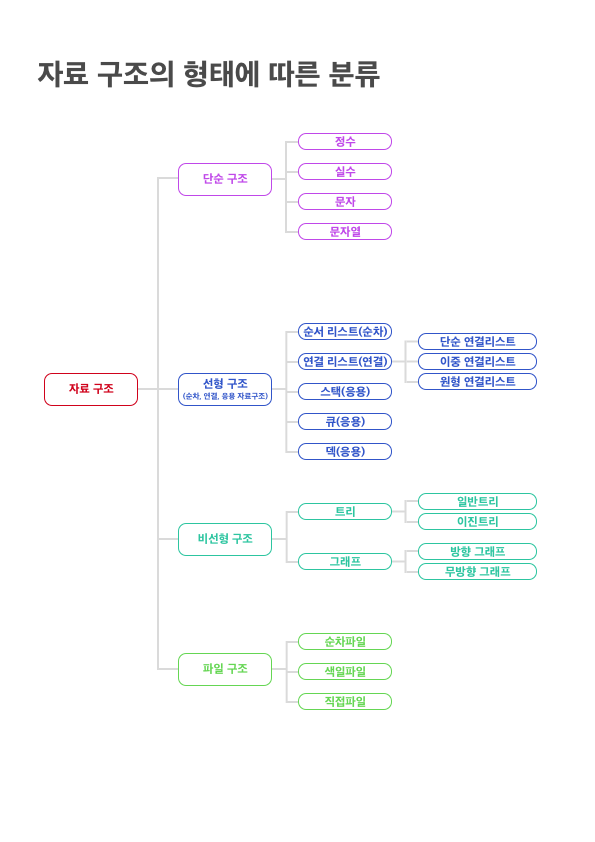 자료 구조의 형태에 따른 분류
자료 구조
단순 구조
정수
실수
문자
문자열
선형 구조
(순차, 연결, 응용 자료구조)
순서 리스트(순차)
연결 리스트(연결)
단순 연결리스트
이중 연결리스트
원형 연결리스트
스택(응용)
큐(응용)
덱(응용)
비선형 구조
트리
일반트리
이진트리
그래프
방향 그래프
무방향 그래프
파일 구조
순차파일
색일파일
직접파일